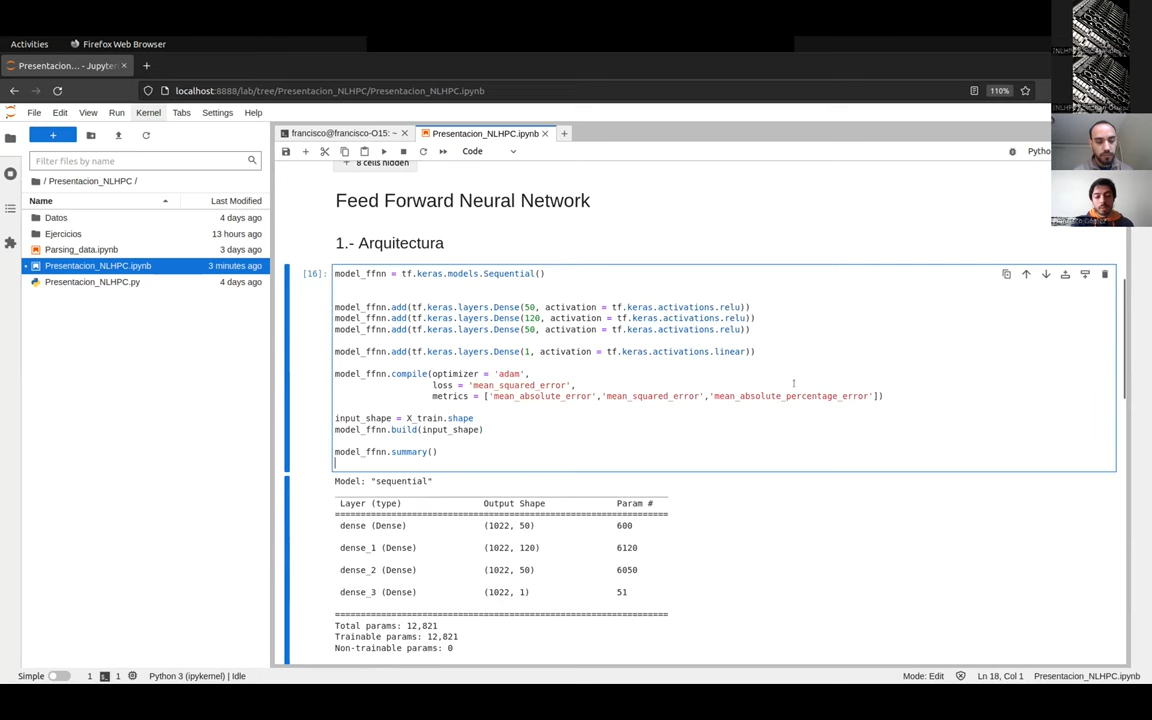 Activities
Firefox Web Browser
Presentacion_NLHPC... - Jupyter
localhost:8888/lab/tree/Presentacion_NLHPC/Presentacion_NLHPC.ipynb
110%
File Edit View Run Kernel Tabs Settings Help
francisco@francisco-O15: ~
Presentacion_NLHPC.ipynb
Filter files by name
Code
Python
/ Presentacion_NLHPC /
8 cells hidden
Name Last Modified
Datos 4 days ago
Ejercicios 13 hours ago
Parsing_data.ipynb 3 days ago
Presentacion_NLHPC.ipynb 3 minutes ago
Presentacion_NLHPC.py 4 days ago
Feed Forward Neural Network
1.- Arquitectura
[16]: model_ffnn = tf.keras.models.Sequential()
model_ffnn.add(tf.keras.layers.Dense(50, activation = tf.keras.activations.relu))
model_ffnn.add(tf.keras.layers.Dense(120, activation = tf.keras.activations.relu))
model_ffnn.add(tf.keras.layers.Dense(50, activation = tf.keras.activations.relu))
model_ffnn.add(tf.keras.layers.Dense(1, activation = tf.keras.activations.linear))
model_ffnn.compile(optimizer = 'adam',
loss = 'mean_squared_error',
metrics = ['mean_absolute_error','mean_squared_error','mean_absolute_percentage_error'])
input_shape = X_train.shape
model_ffnn.build(input_shape)
model_ffnn.summary()
Model: "sequential"
Layer (type) Output Shape Param #
dense (Dense) (1022, 50) 600
dense_1 (Dense) (1022, 120) 6120
dense_2 (Dense) (1022, 50) 6050
dense_3 (Dense) (1022, 1) 51
Total params: 12,821
Trainable params: 12,821
Non-trainable params: 0
Simple
1
1
Python 3 (ipykernel) | Idle
Mode: Edit
Ln 18, Col 1
Presentacion_NLHPC.ipynb